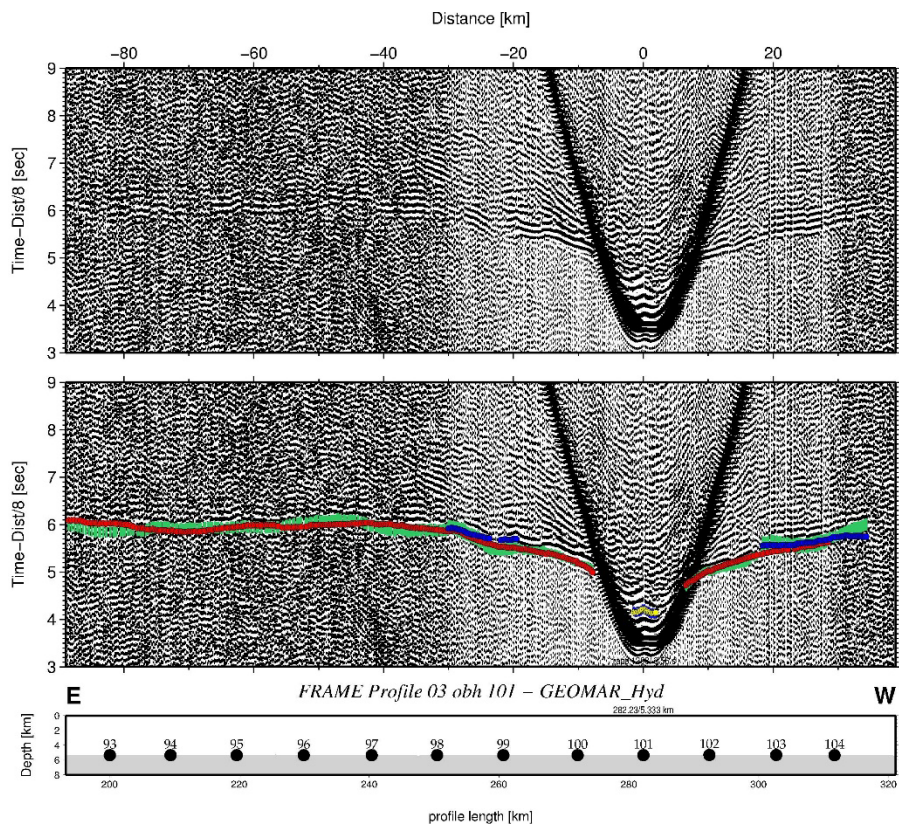 Distance [km]
−80 −60 −40 −20 0 20
9
8
7
6
5
4
3
Time−Dist/8 [sec]
9
8
7
6
5
4
3
Time−Dist/8 [sec]
E FRAME Profile 03 obh 101 − GEOMAR_Hyd W
282.23/5.333 km
93 94 95 96 97 98 99 100 101 102 103 104
0
2
4
6
8
Depth [km]
200 220 240 260 280 300 320
profile length [km]